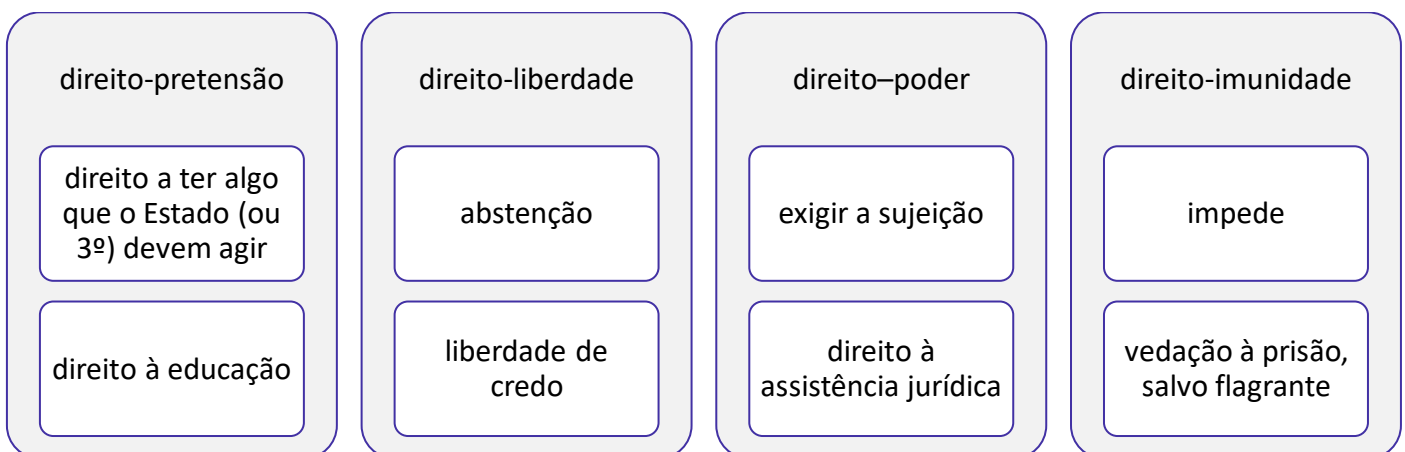 direito-pretensão
direito a ter algo
que o Estado (ou
3º) devem agir
direito à educação
direito-liberdade
abstenção
liberdade de
credo
direito–poder
exigir a sujeição
direito à
assistência jurídica
direito-imunidade
impede
vedação à prisão,
salvo flagrante